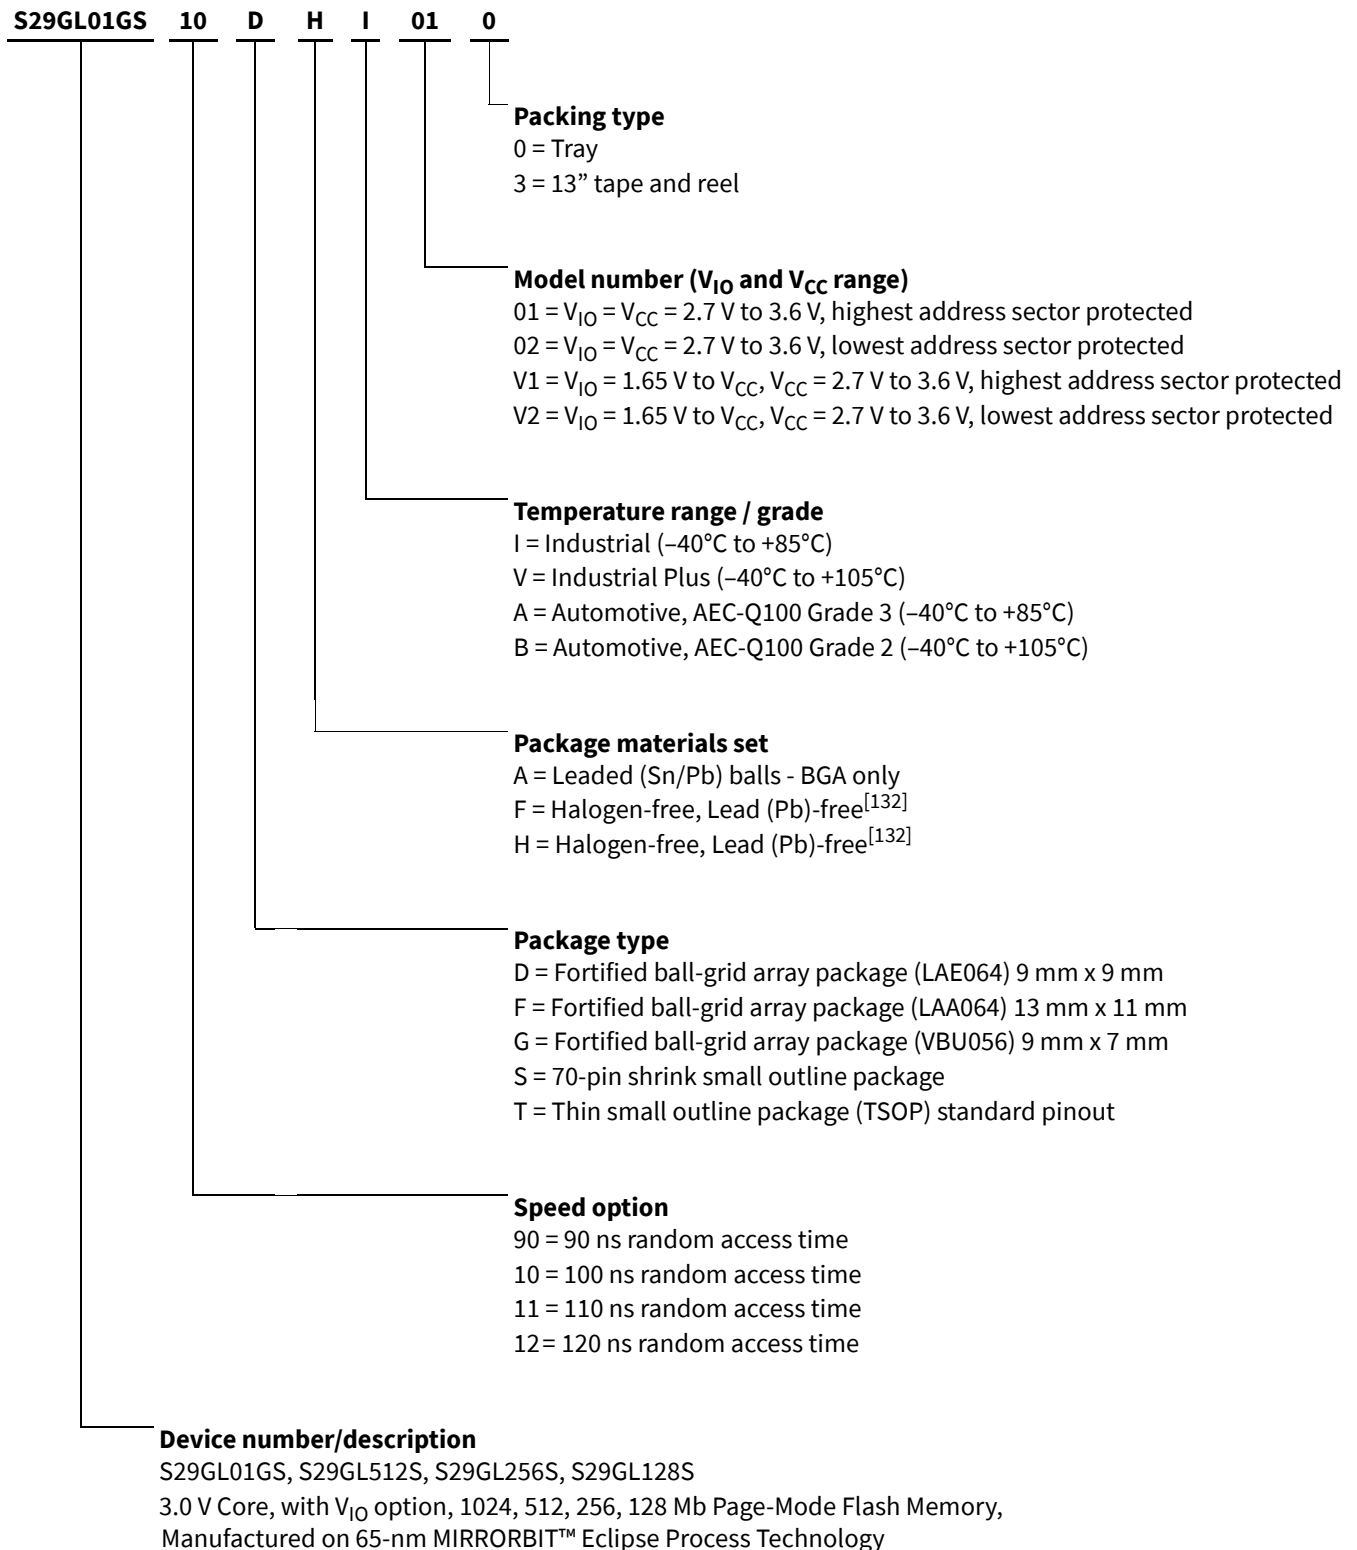 S29GL01GS 10 D H I 01 0
Packing type
0 = Tray
3 = 13” tape and reel
Model number (VIO and VCC range)
01 = VIO = VCC = 2.7 V to 3.6 V, highest address sector protected
02 = VIO = VCC = 2.7 V to 3.6 V, lowest address sector protected
V1 = VIO = 1.65 V to VCC, VCC = 2.7 V to 3.6 V, highest address sector protected
V2 = VIO = 1.65 V to VCC, VCC = 2.7 V to 3.6 V, lowest address sector protected
Temperature range / grade
I = Industrial (–40°C to +85°C)
V = Industrial Plus (–40°C to +105°C)
A = Automotive, AEC-Q100 Grade 3 (–40°C to +85°C)
B = Automotive, AEC-Q100 Grade 2 (–40°C to +105°C)
Package materials set
A = Leaded (Sn/Pb) balls - BGA only
F = Halogen-free, Lead (Pb)-free[132]
H = Halogen-free, Lead (Pb)-free[132]
Package type
D = Fortified ball-grid array package (LAE064) 9 mm x 9 mm
F = Fortified ball-grid array package (LAA064) 13 mm x 11 mm
G = Fortified ball-grid array package (VBU056) 9 mm x 7 mm
S = 70-pin shrink small outline package
T = Thin small outline package (TSOP) standard pinout
Speed option
90 = 90 ns random access time
10 = 100 ns random access time
11 = 110 ns random access time
12= 120 ns random access time
Device number/description
S29GL01GS, S29GL512S, S29GL256S, S29GL128S
3.0 V Core, with VIO option, 1024, 512, 256, 128 Mb Page-Mode Flash Memory,
Manufactured on 65-nm MIRRORBIT™ Eclipse Process Technology